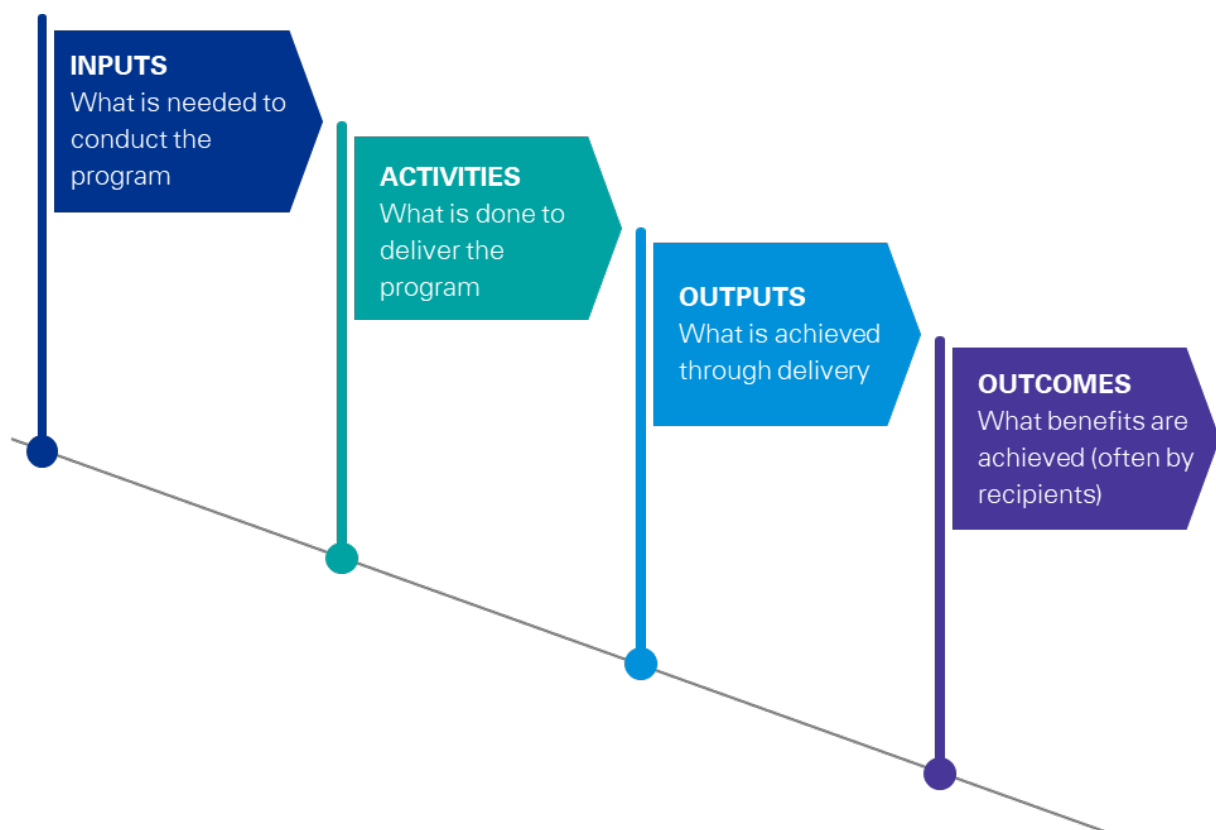 INPUTS
What is needed to
conduct the
program
ACTIVITIES
What is done to
deliver the
program
OUTPUTS
What is achieved
through delivery
OUTCOMES
What benefits are
achieved (often by
recipients)